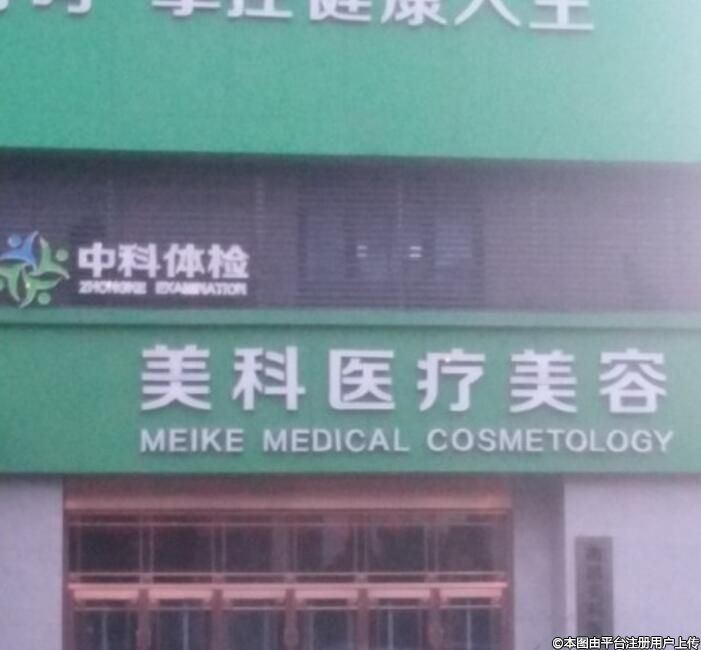 掌控健康人生
中科体检
ZHONGKE EXAMINATION
美科医疗美容
MEIKE MEDICAL COSMETOLOGY
©本图由平台注册用户上传